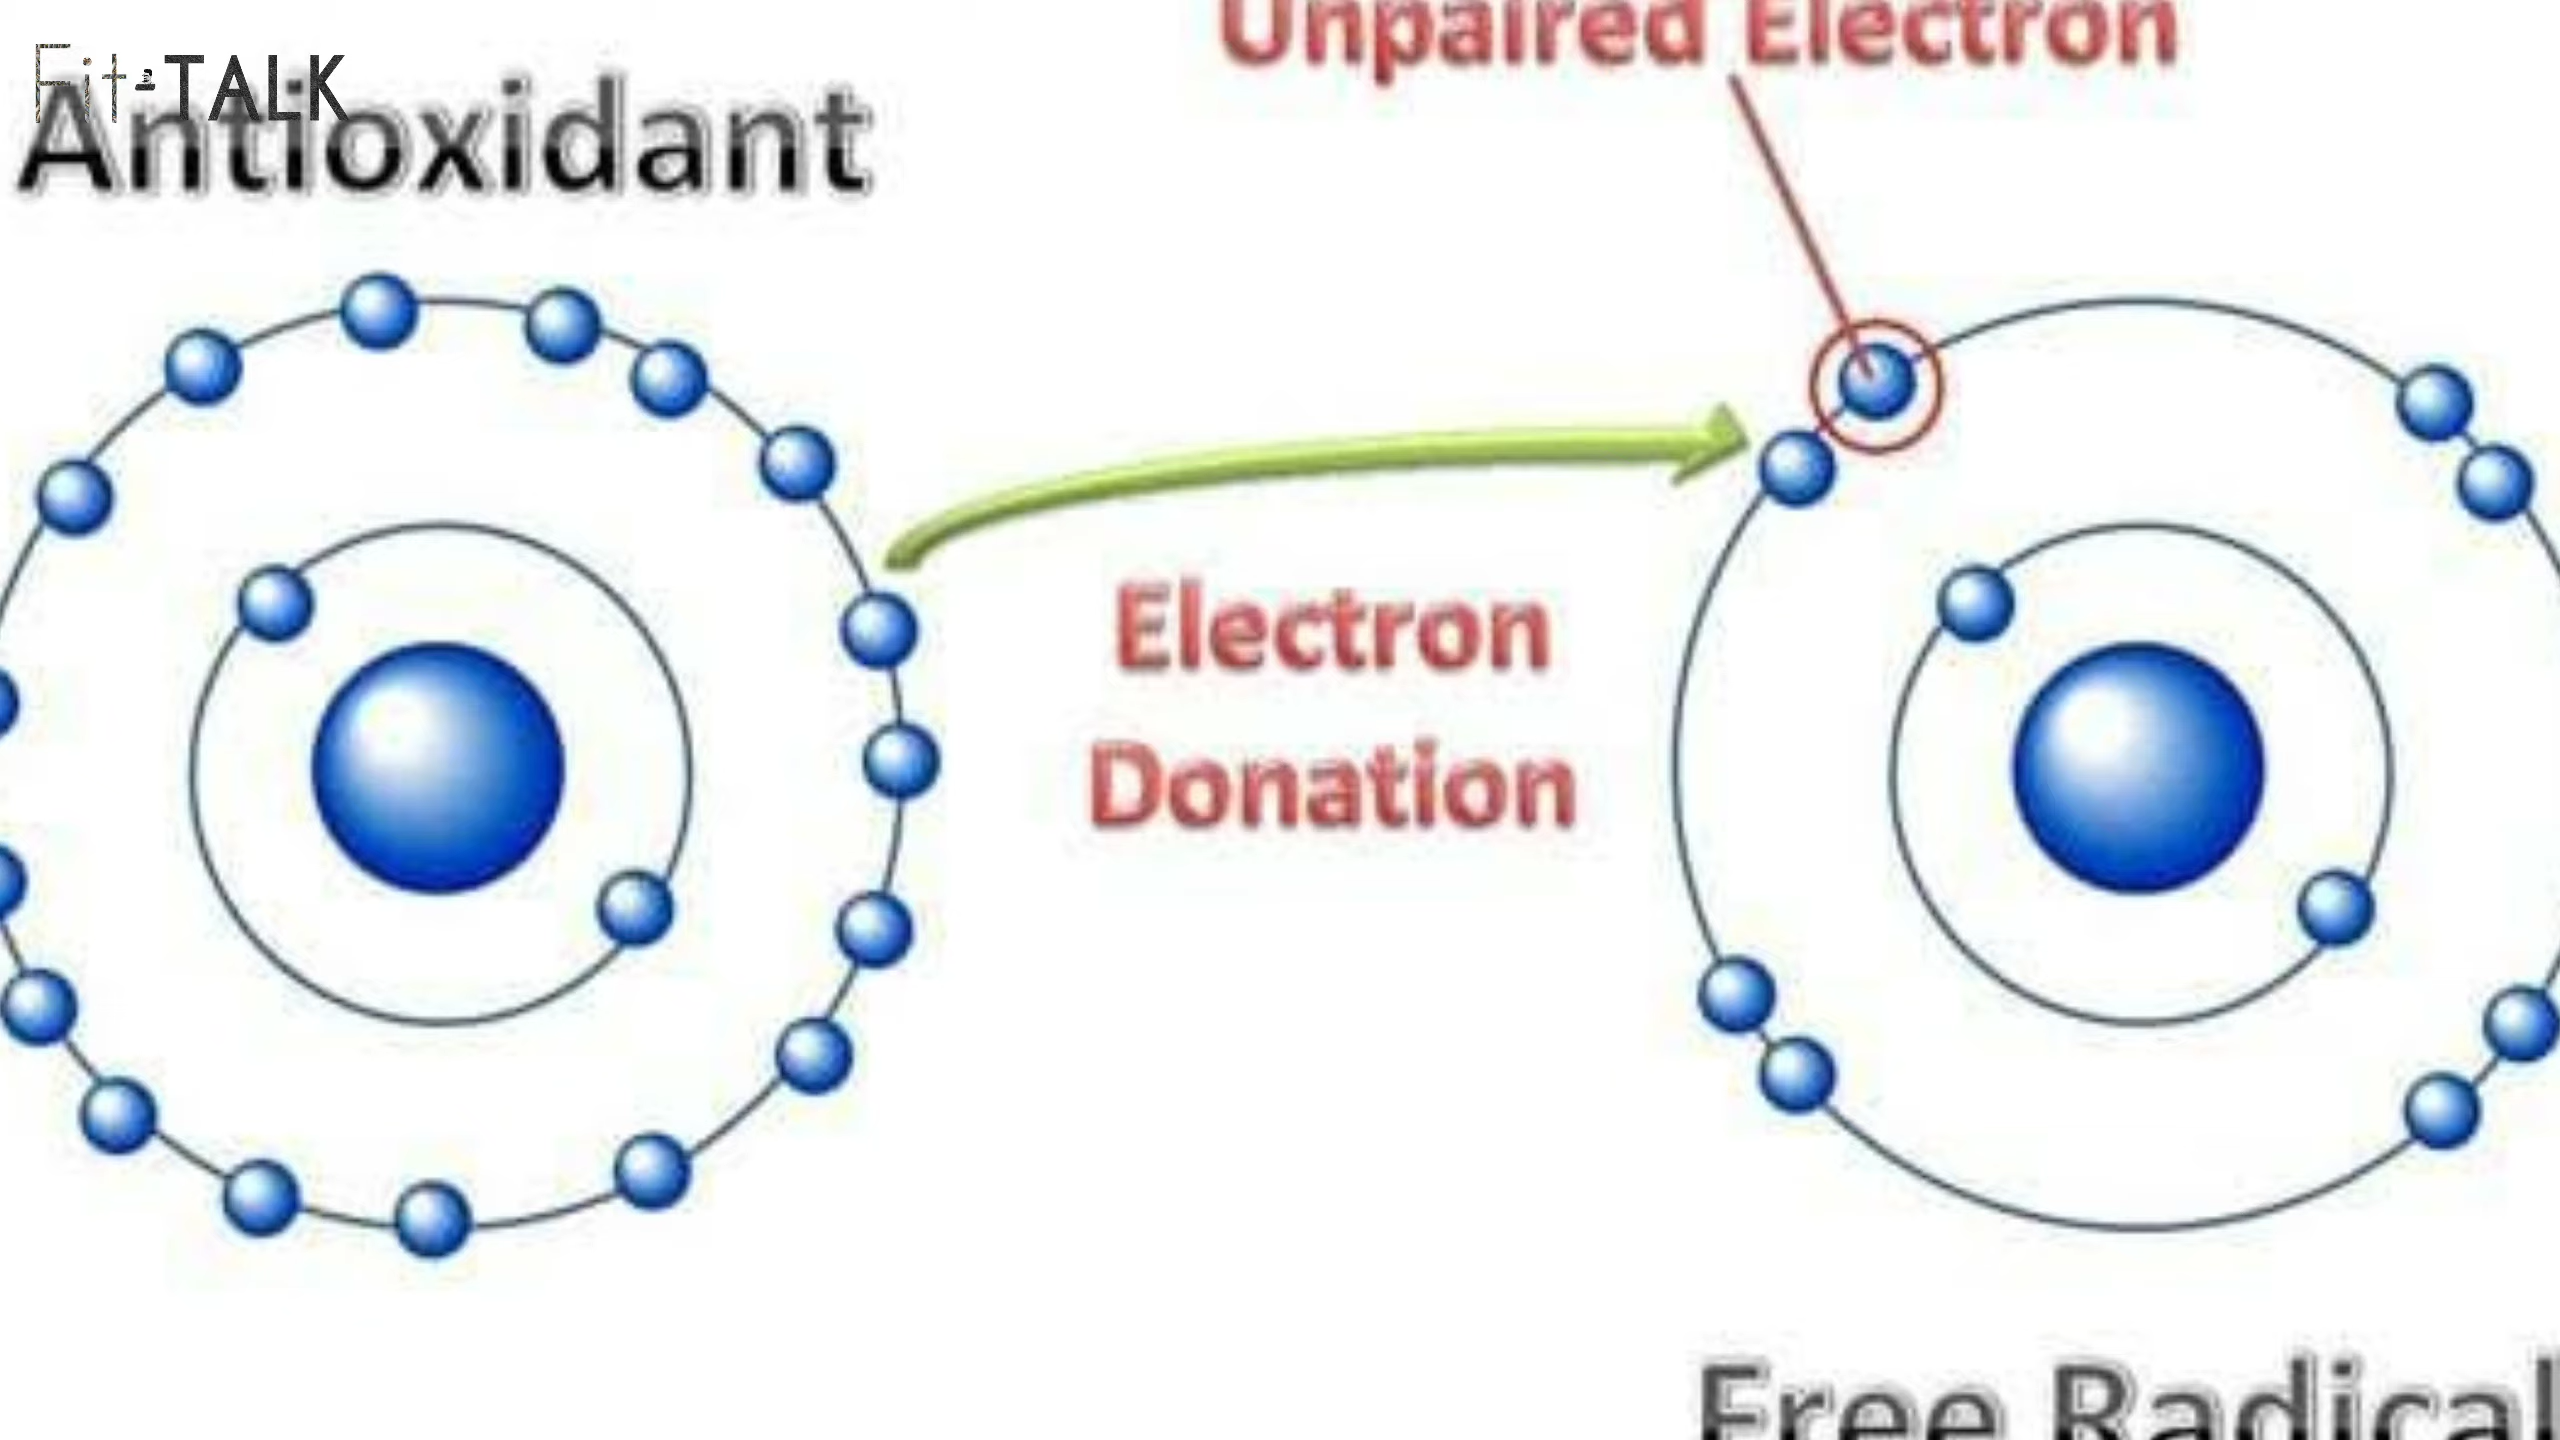 Fit TALK
Antioxidant
Unpaired Electron
Electron
Donation
Free Radical